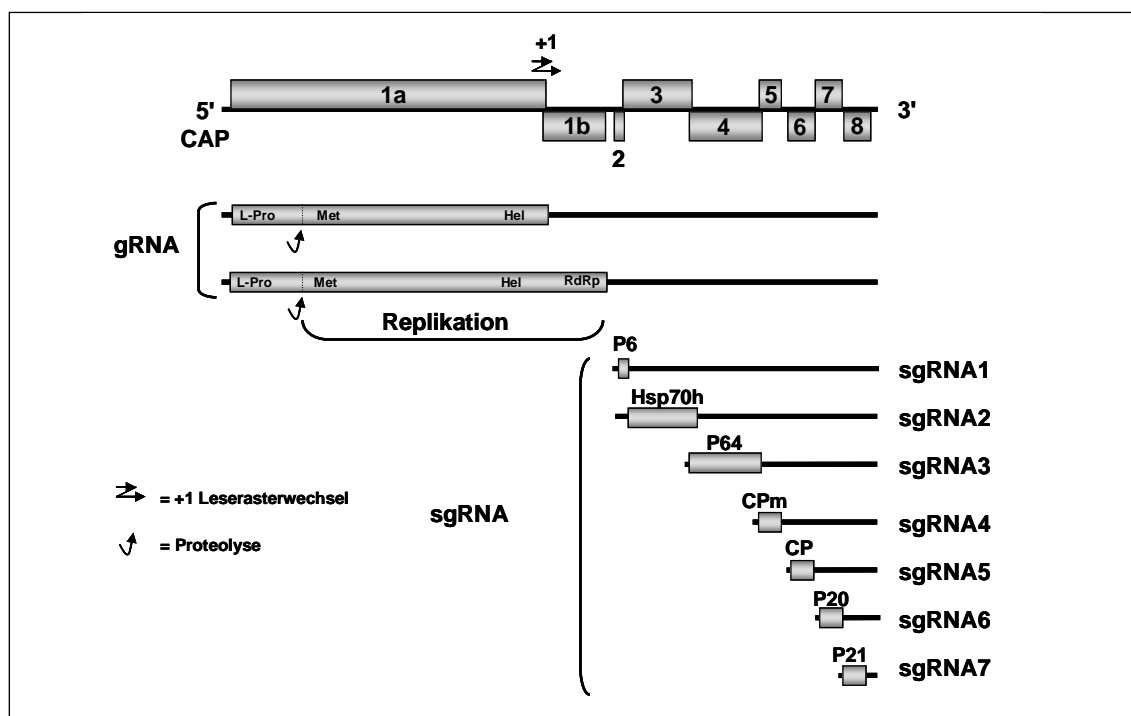 +1
1a
3
5
7
5'
3'
CAP
1b
2
4
6
8
L-Pro
Met
Hel
gRNA
L-Pro
Met
Hel
RdRp
Replikation
P6
sgRNA1
Hsp70h
sgRNA2
P64
sgRNA3
= +1 Leserasterwechsel
sgRNA
CPm
sgRNA4
= Proteolyse
CP
sgRNA5
P20
sgRNA6
P21
sgRNA7